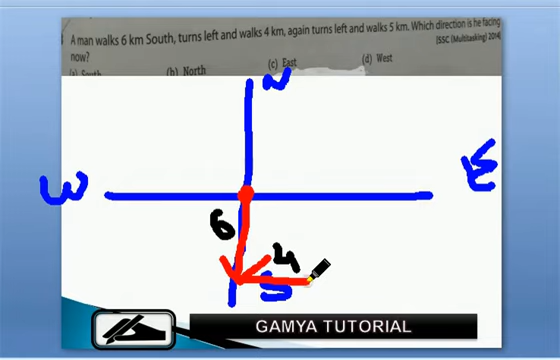 A man walks 6 km South, turns left and walks 4 km, again turns left and walks 5 km. Which direction is he facing
now?
[SSC (Multitasking) 2014]
(a) South (b) North (c) East (d) West
N
W E
6
4
S
GAMYA TUTORIAL